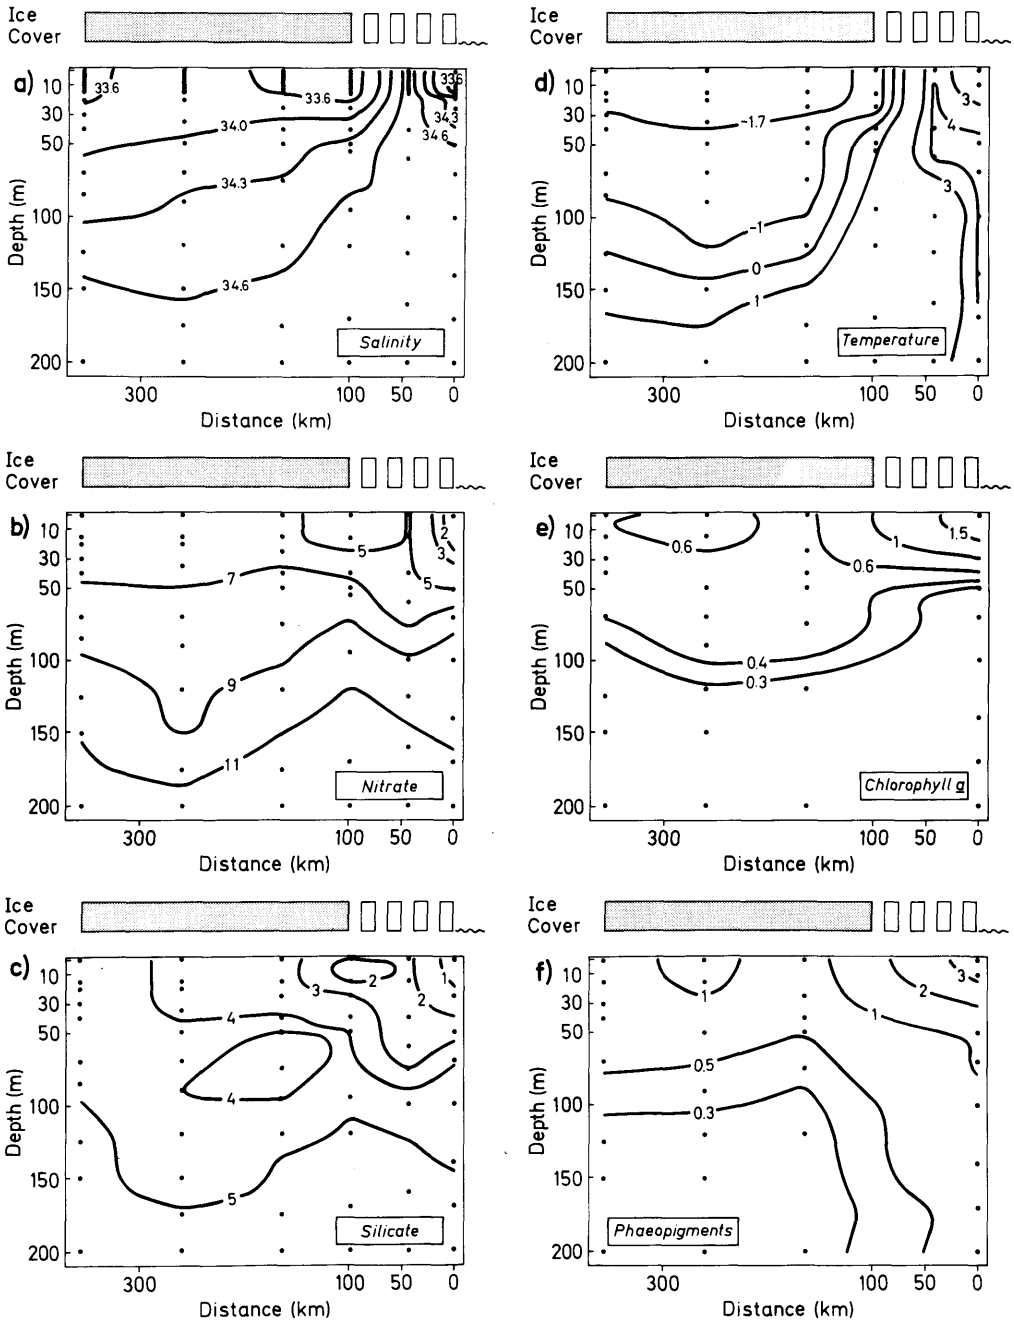 Ice
Cover
a)
33.6
33.6
33.6
34.0
34.3
34.6
34.3
34.6
10
30
50
100
150
200
Depth (m)
Salinity
300 100 50 0
Distance (km)
Ice
Cover
d)
-1.7
-1
0
1
3
4
3
10
30
50
100
150
200
Depth (m)
Temperature
300 100 50 0
Distance (km)
Ice
Cover
b)
5
2
3
5
7
9
11
10
30
50
100
150
200
Depth (m)
Nitrate
300 100 50 0
Distance (km)
Ice
Cover
e)
0.6
1
1.5
0.6
0.4
0.3
10
30
50
100
150
200
Depth (m)
Chlorophyll a
300 100 50 0
Distance (km)
Ice
Cover
c)
2
1
3
2
4
4
5
10
30
50
100
150
200
Depth (m)
Silicate
300 100 50 0
Distance (km)
Ice
Cover
f)
1
2
3
1
0.5
0.3
10
30
50
100
150
200
Depth (m)
Phaeopigments
300 100 50 0
Distance (km)